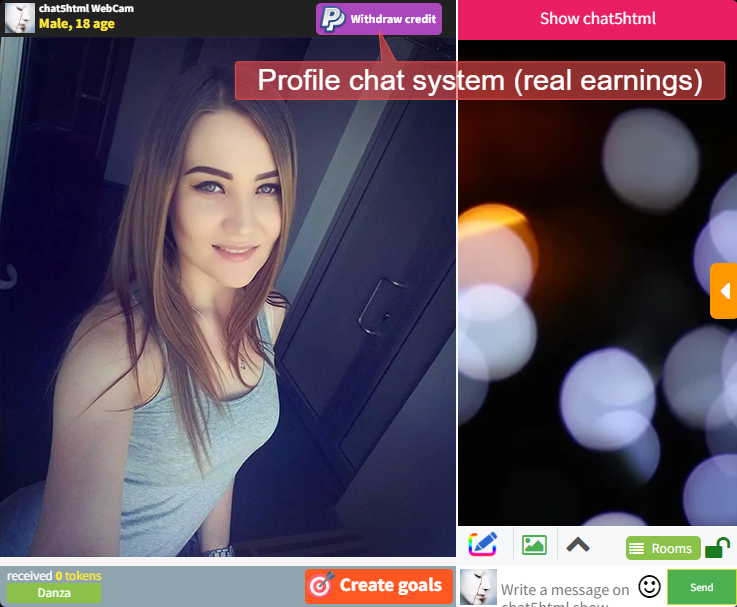 chat5html WebCam
Male, 18 age
Withdraw credit
Show chat5html
Profile chat system (real earnings)
Rooms
received 0 tokens
Danza
Create goals
Write a message on
chat5html show
Send